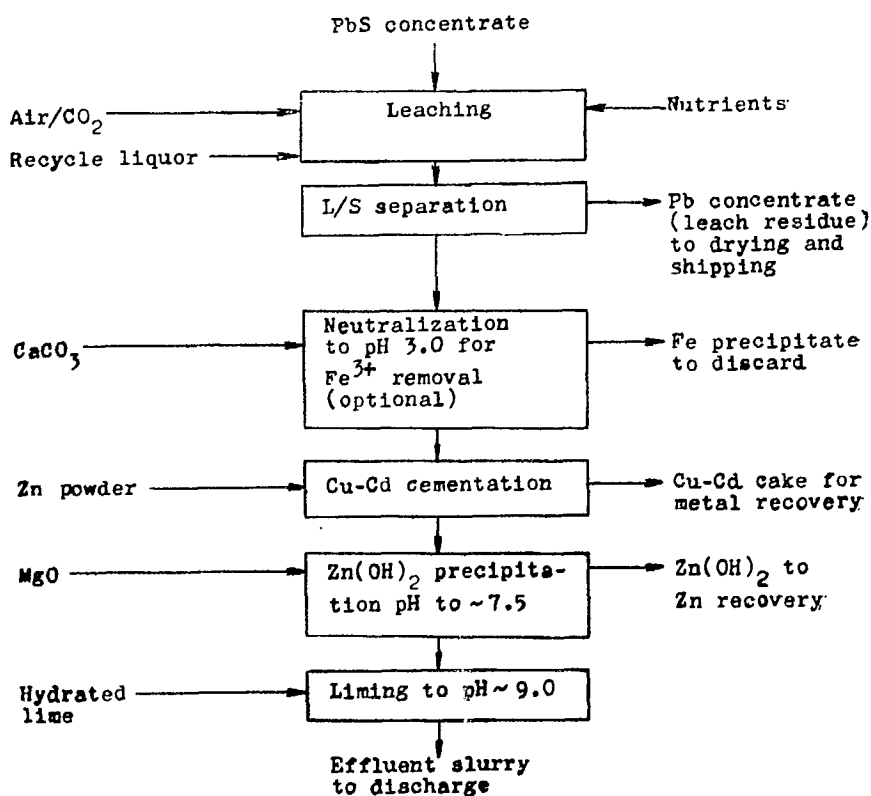 PbS concentrate
Air/CO₂
Leaching
Nutrients
Recycle liquor
L/S separation
Pb concentrate
(leach residue)
to drying and
shipping
CaCO₃
Neutralization
to pH 3.0 for
Fe³⁺ removal
(optional)
Fe precipitate
to discard
Zn powder
Cu-Cd cementation
Cu-Cd cake for
metal recovery
MgO
Zn(OH)₂ precipita-
tion pH to ~7.5
Zn(OH)₂ to
Zn recovery
Hydrated
lime
Liming to pH~ 9.0
Effluent slurry
to discharge